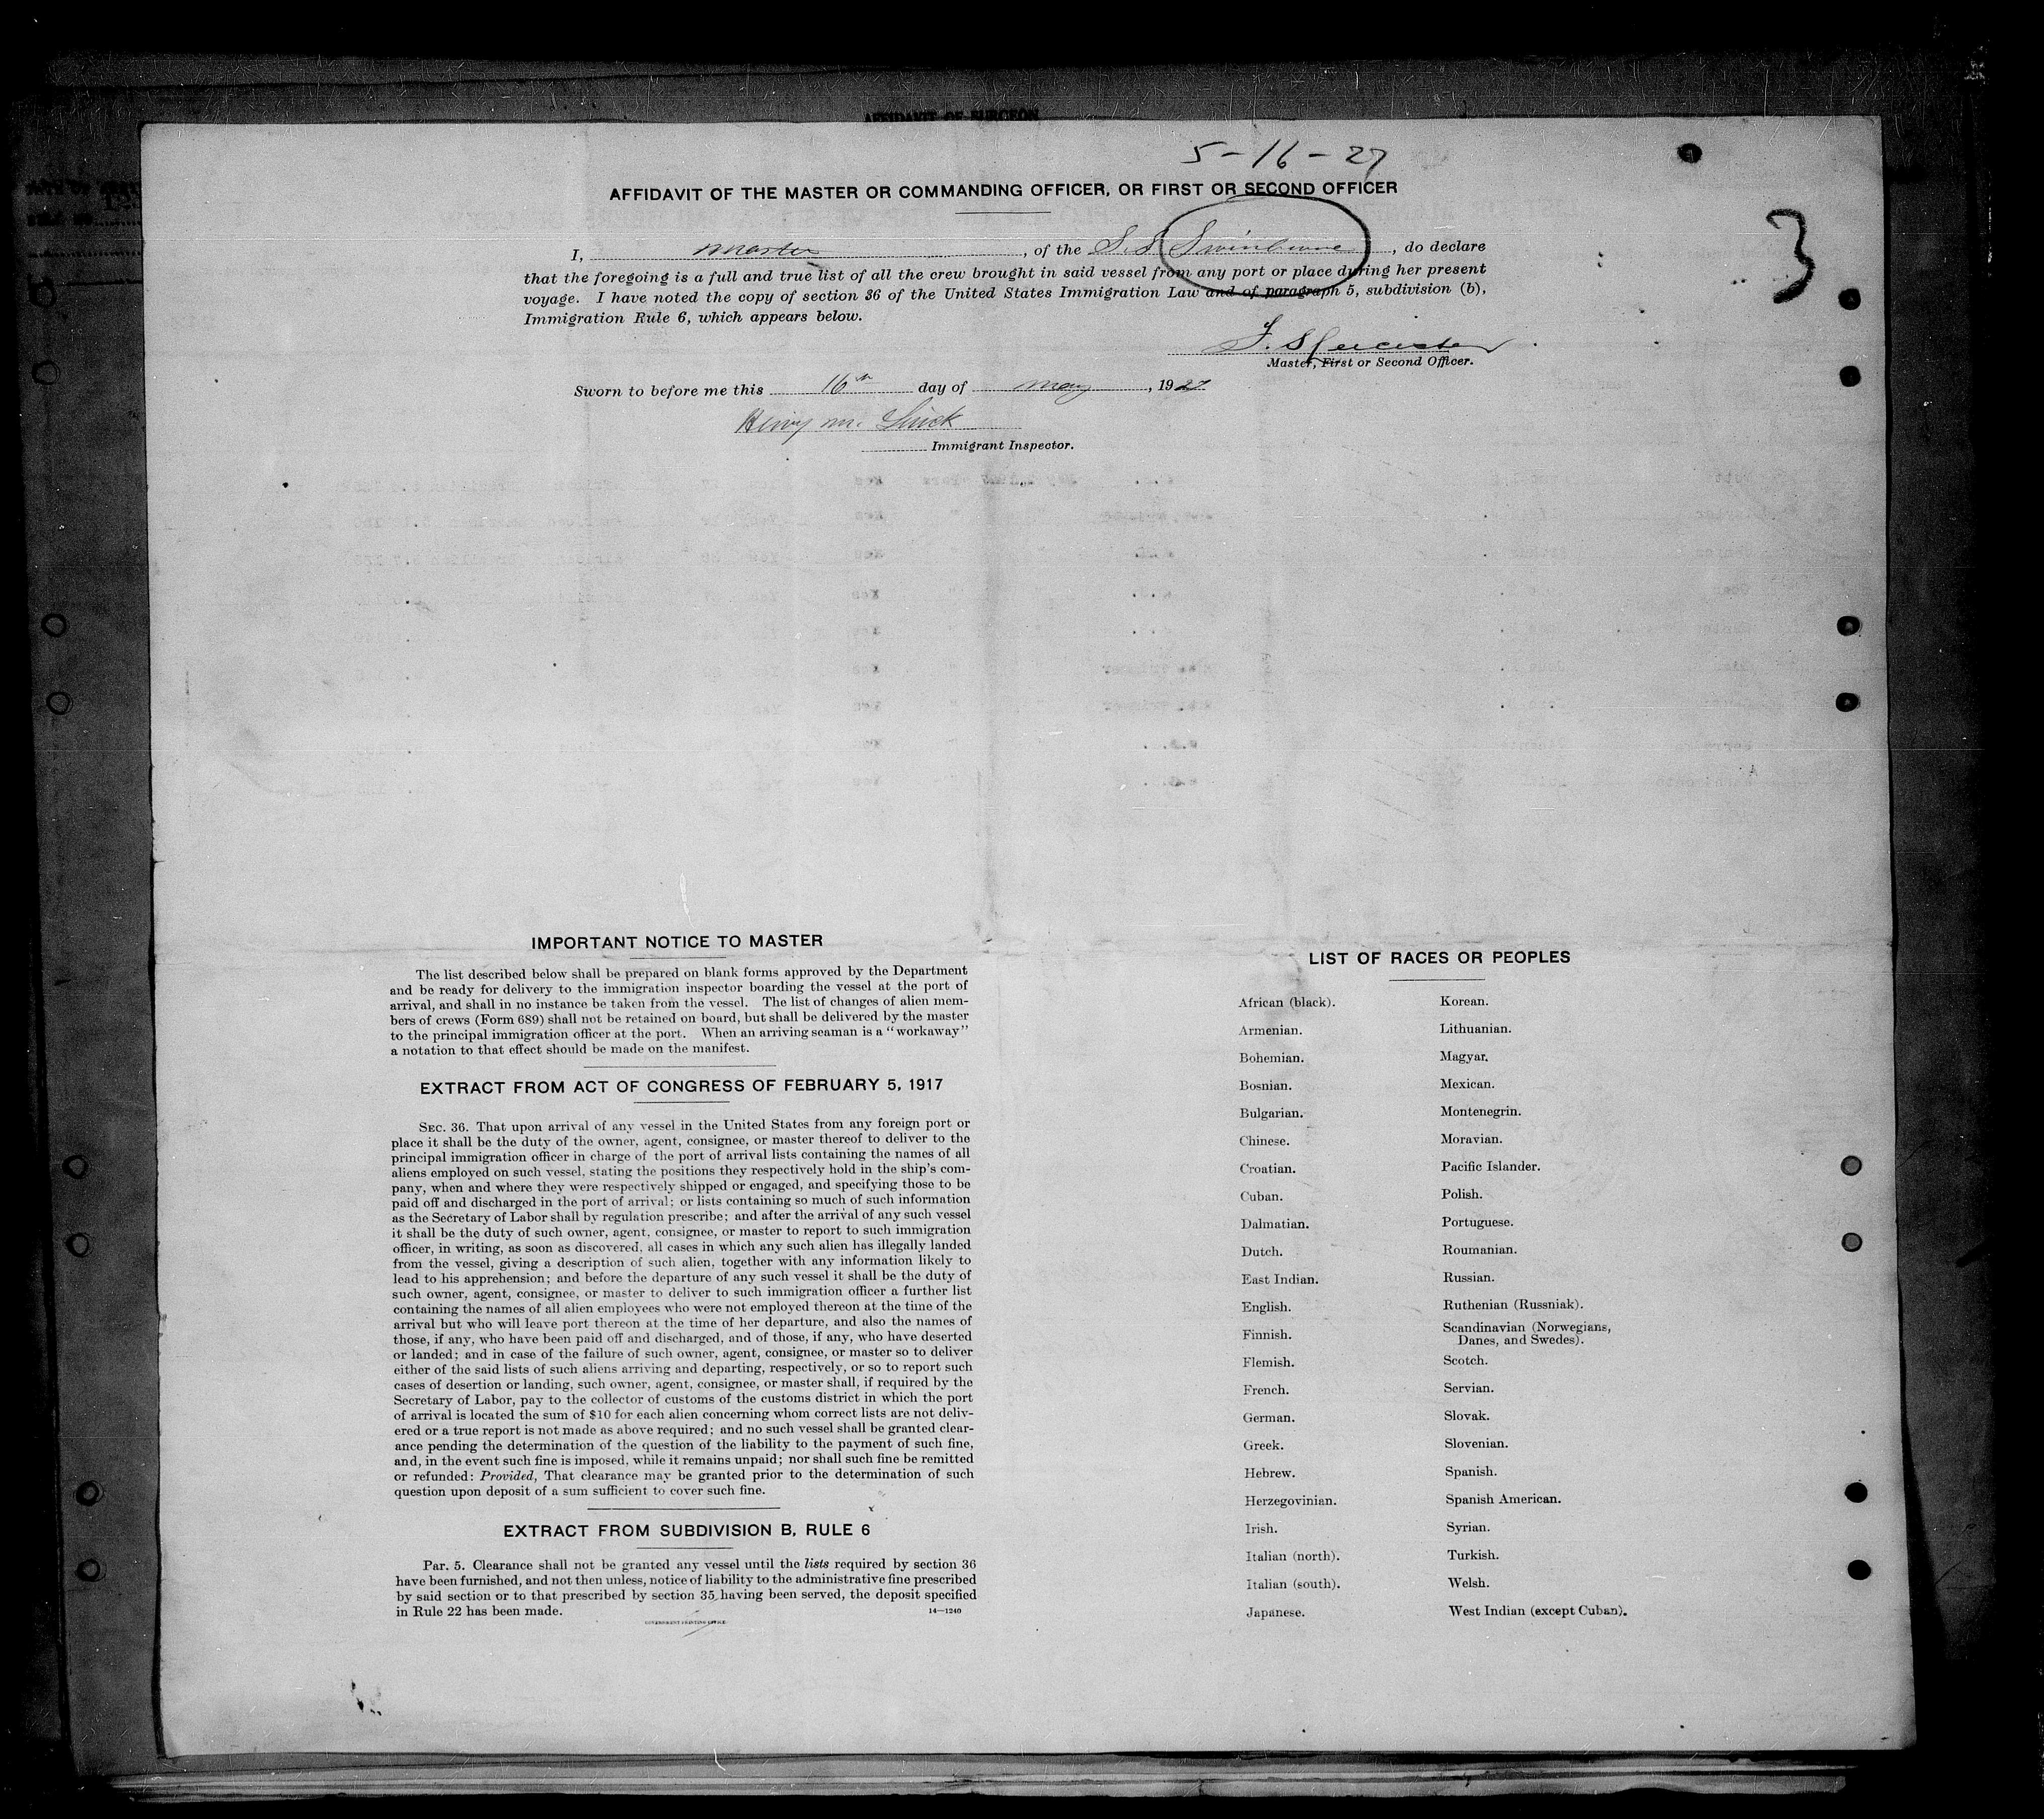 AFFIDAVIT OF SURGEON
5-16-27
AFFIDAVIT OF THE MASTER OR COMMANDING OFFICER, OR FIRST OR SECOND OFFICER
3
I, master, of the S.S. Swinburne, do declare
that the foregoing is a full and true list of all the crew brought in said vessel from any port or place during her present
voyage. I have noted the copy of section 36 of the United States Immigration Law and of paragraph 5, subdivision (b),
Immigration Rule 6, which appears below.
Master, First or Second Officer.
Sworn to before me this 16th day of May, 1927
Henry M.
Immigrant Inspector.
IMPORTANT NOTICE TO MASTER
The list described below shall be prepared on blank forms approved by the Department
and be ready for delivery to the immigration inspector boarding the vessel at the port of
arrival, and shall in no instance be taken from the vessel. The list of changes of alien mem-
bers of crews (Form 689) shall not be retained on board, but shall be delivered by the master
to the principal immigration officer at the port. When an arriving seaman is a "workaway"
a notation to that effect should be made on the manifest.
EXTRACT FROM ACT OF CONGRESS OF FEBRUARY 5, 1917
SEC. 36. That upon arrival of any vessel in the United States from any foreign port or
place it shall be the duty of the owner, agent, consignee, or master thereof to deliver to the
principal immigration officer in charge of the port of arrival lists containing the names of all
aliens employed on such vessel, stating the positions they respectively hold in the ship's com-
pany, when and where they were respectively shipped or engaged, and specifying those to be
paid off and discharged in the port of arrival; or lists containing so much of such information
as the Secretary of Labor shall by regulation prescribe; and after the arrival of any such vessel
it shall be the duty of such owner, agent, consignee, or master to report to such immigration
officer, in writing, as soon as discovered, all cases in which any such alien has illegally landed
from the vessel, giving a description of such alien, together with any information likely to
lead to his apprehension; and before the departure of any such vessel it shall be the duty of
such owner, agent, consignee, or master to deliver to such immigration officer a further list
containing the names of all alien employees who were not employed thereon at the time of the
arrival but who will leave port thereon at the time of her departure, and also the names of
those, if any, who have been paid off and discharged, and of those, if any, who have deserted
or landed; and in case of the failure of such owner, agent, consignee, or master so to deliver
either of the said lists of such aliens arriving and departing, respectively, or so to report such
cases of desertion or landing, such owner, agent, consignee, or master shall, if required by the
Secretary of Labor, pay to the collector of customs of the customs district in which the port
of arrival is located the sum of $10 for each alien concerning whom correct lists are not deliv-
ered or a true report is not made as above required; and no such vessel shall be granted clear-
ance pending the determination of the question of the liability to the payment of such fine,
and, in the event such fine is imposed, while it remains unpaid; nor shall such fine be remitted
or refunded: Provided, That clearance may be granted prior to the determination of such
question upon deposit of a sum sufficient to cover such fine.
EXTRACT FROM SUBDIVISION B, RULE 6
Par. 5. Clearance shall not be granted any vessel until the lists required by section 36
have been furnished, and not then unless, notice of liability to the administrative fine prescribed
by said section or to that prescribed by section 35 having been served, the deposit specified
in Rule 22 has been made.
14—1240
GOVERNMENT PRINTING OFFICE
LIST OF RACES OR PEOPLES
African (black).
Armenian.
Bohemian.
Bosnian.
Bulgarian.
Chinese.
Croatian.
Cuban.
Dalmatian.
Dutch.
East Indian.
English.
Finnish.
Flemish.
French.
German.
Greek.
Hebrew.
Herzegovinian.
Irish.
Italian (north).
Italian (south).
Japanese.
Korean.
Lithuanian.
Magyar.
Mexican.
Montenegrin.
Moravian.
Pacific Islander.
Polish.
Portuguese.
Roumanian.
Russian.
Ruthenian (Russniak).
Scandinavian (Norwegians,
Danes, and Swedes).
Scotch.
Servian.
Slovak.
Slovenian.
Spanish.
Spanish American.
Syrian.
Turkish.
Welsh.
West Indian (except Cuban).